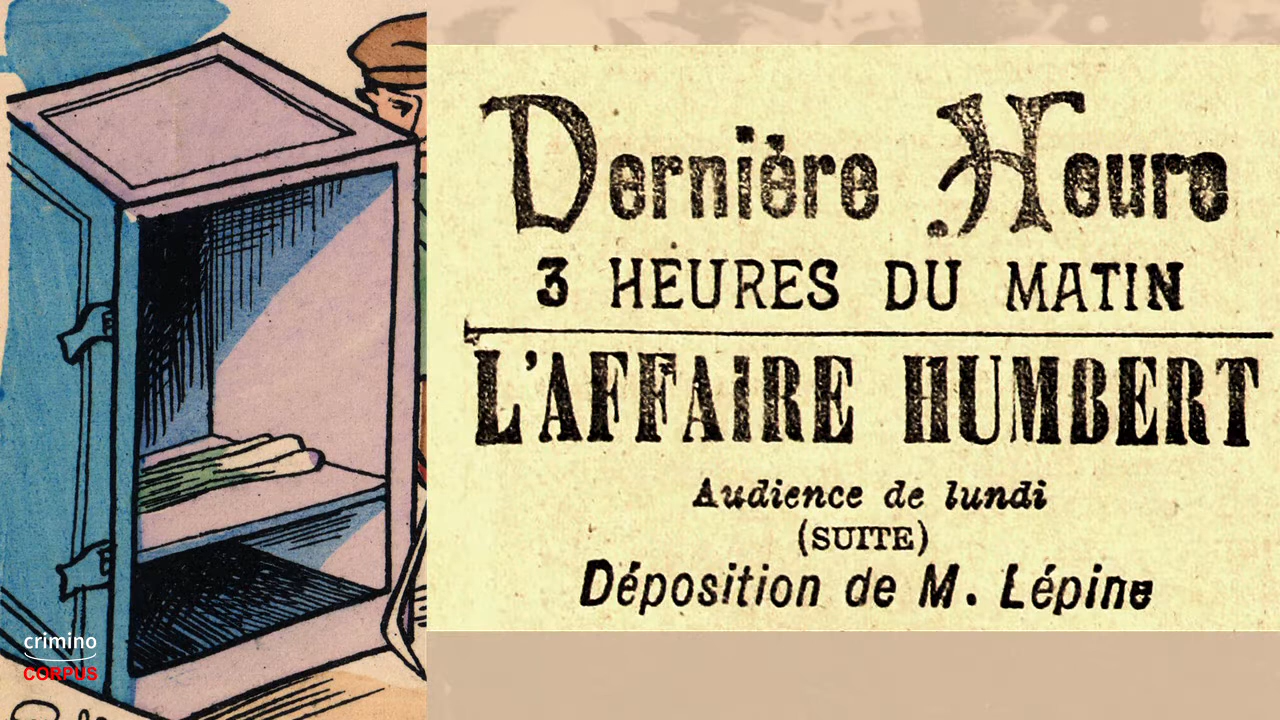 Dernière Heure
3 HEURES DU MATIN
L'AFFAIRE HUMBERT
Audience de lundi
(SUITE)
Déposition de M. Lépine
crimino
CORPUS